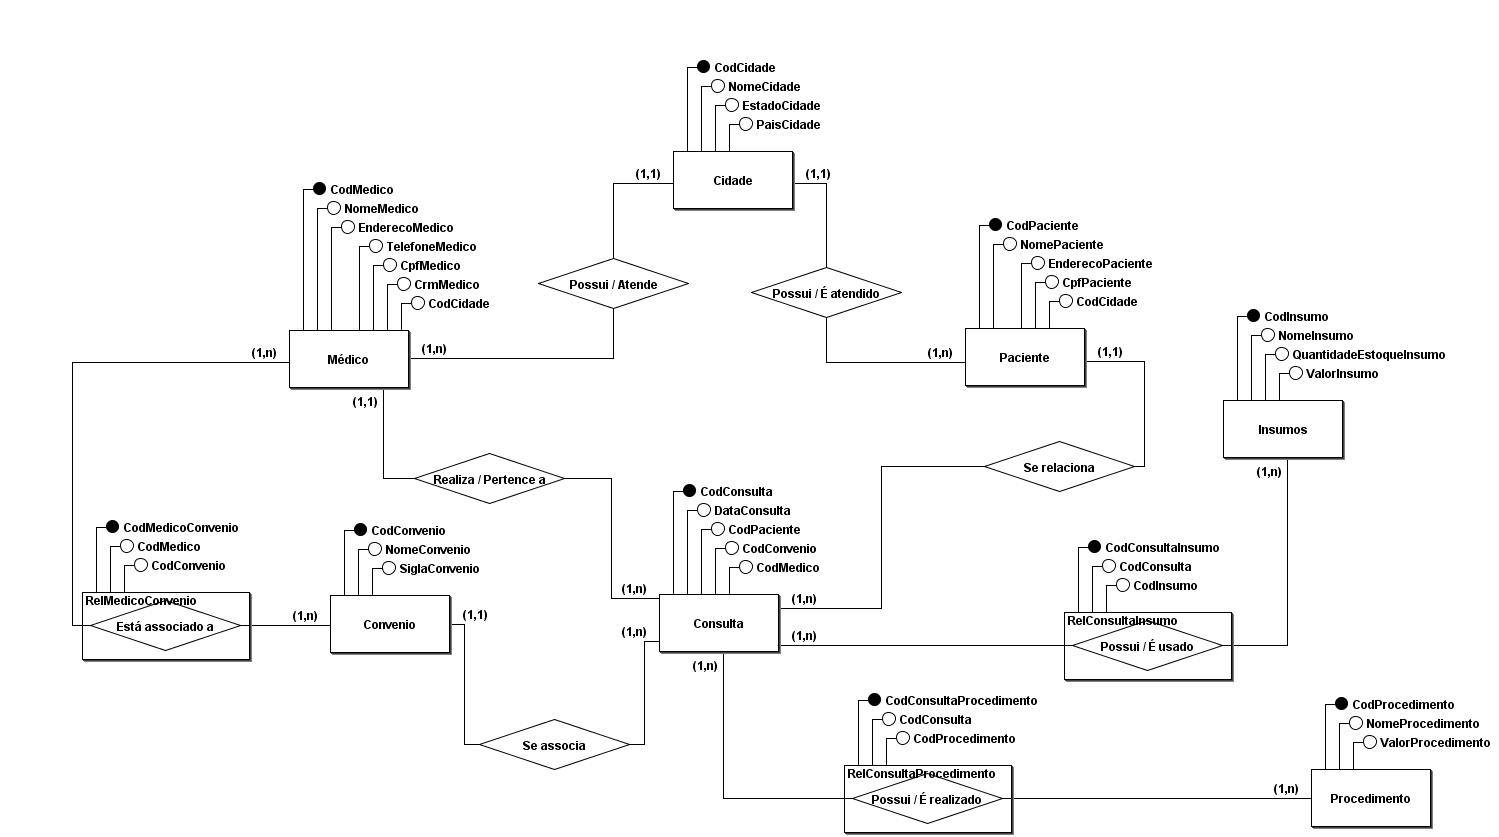 CodCidade
NomeCidade
EstadoCidade
PaisCidade
(1,1)
Cidade
(1,1)
CodMedico
NomeMedico
EnderecoMedico
TelefoneMedico
CpfMedico
CrmMedico
CodCidade
Possui / Atende
Possui / É atendido
CodPaciente
NomePaciente
EnderecoPaciente
CpfPaciente
CodCidade
(1,n)
Médico
(1,n)
(1,1)
(1,n)
Paciente
(1,1)
CodInsumo
NomeInsumo
QuantidadeEstoqueInsumo
ValorInsumo
Insumos
(1,n)
Realiza / Pertence a
Se relaciona
CodMedicoConvenio
CodMedico
CodConvenio
RelMedicoConvenio
Está associado a
(1,n)
CodConvenio
NomeConvenio
SiglaConvenio
Convenio
(1,1)
CodConsulta
DataConsulta
CodPaciente
CodConvenio
CodMedico
(1,n)
(1,n)
Consulta
(1,n)
(1,n)
(1,n)
CodConsultaInsumo
CodConsulta
CodInsumo
RelConsultaInsumo
Possui / É usado
Se associa
CodConsultaProcedimento
CodConsulta
CodProcedimento
RelConsultaProcedimento
Possui / É realizado
(1,n)
CodProcedimento
NomeProcedimento
ValorProcedimento
Procedimento